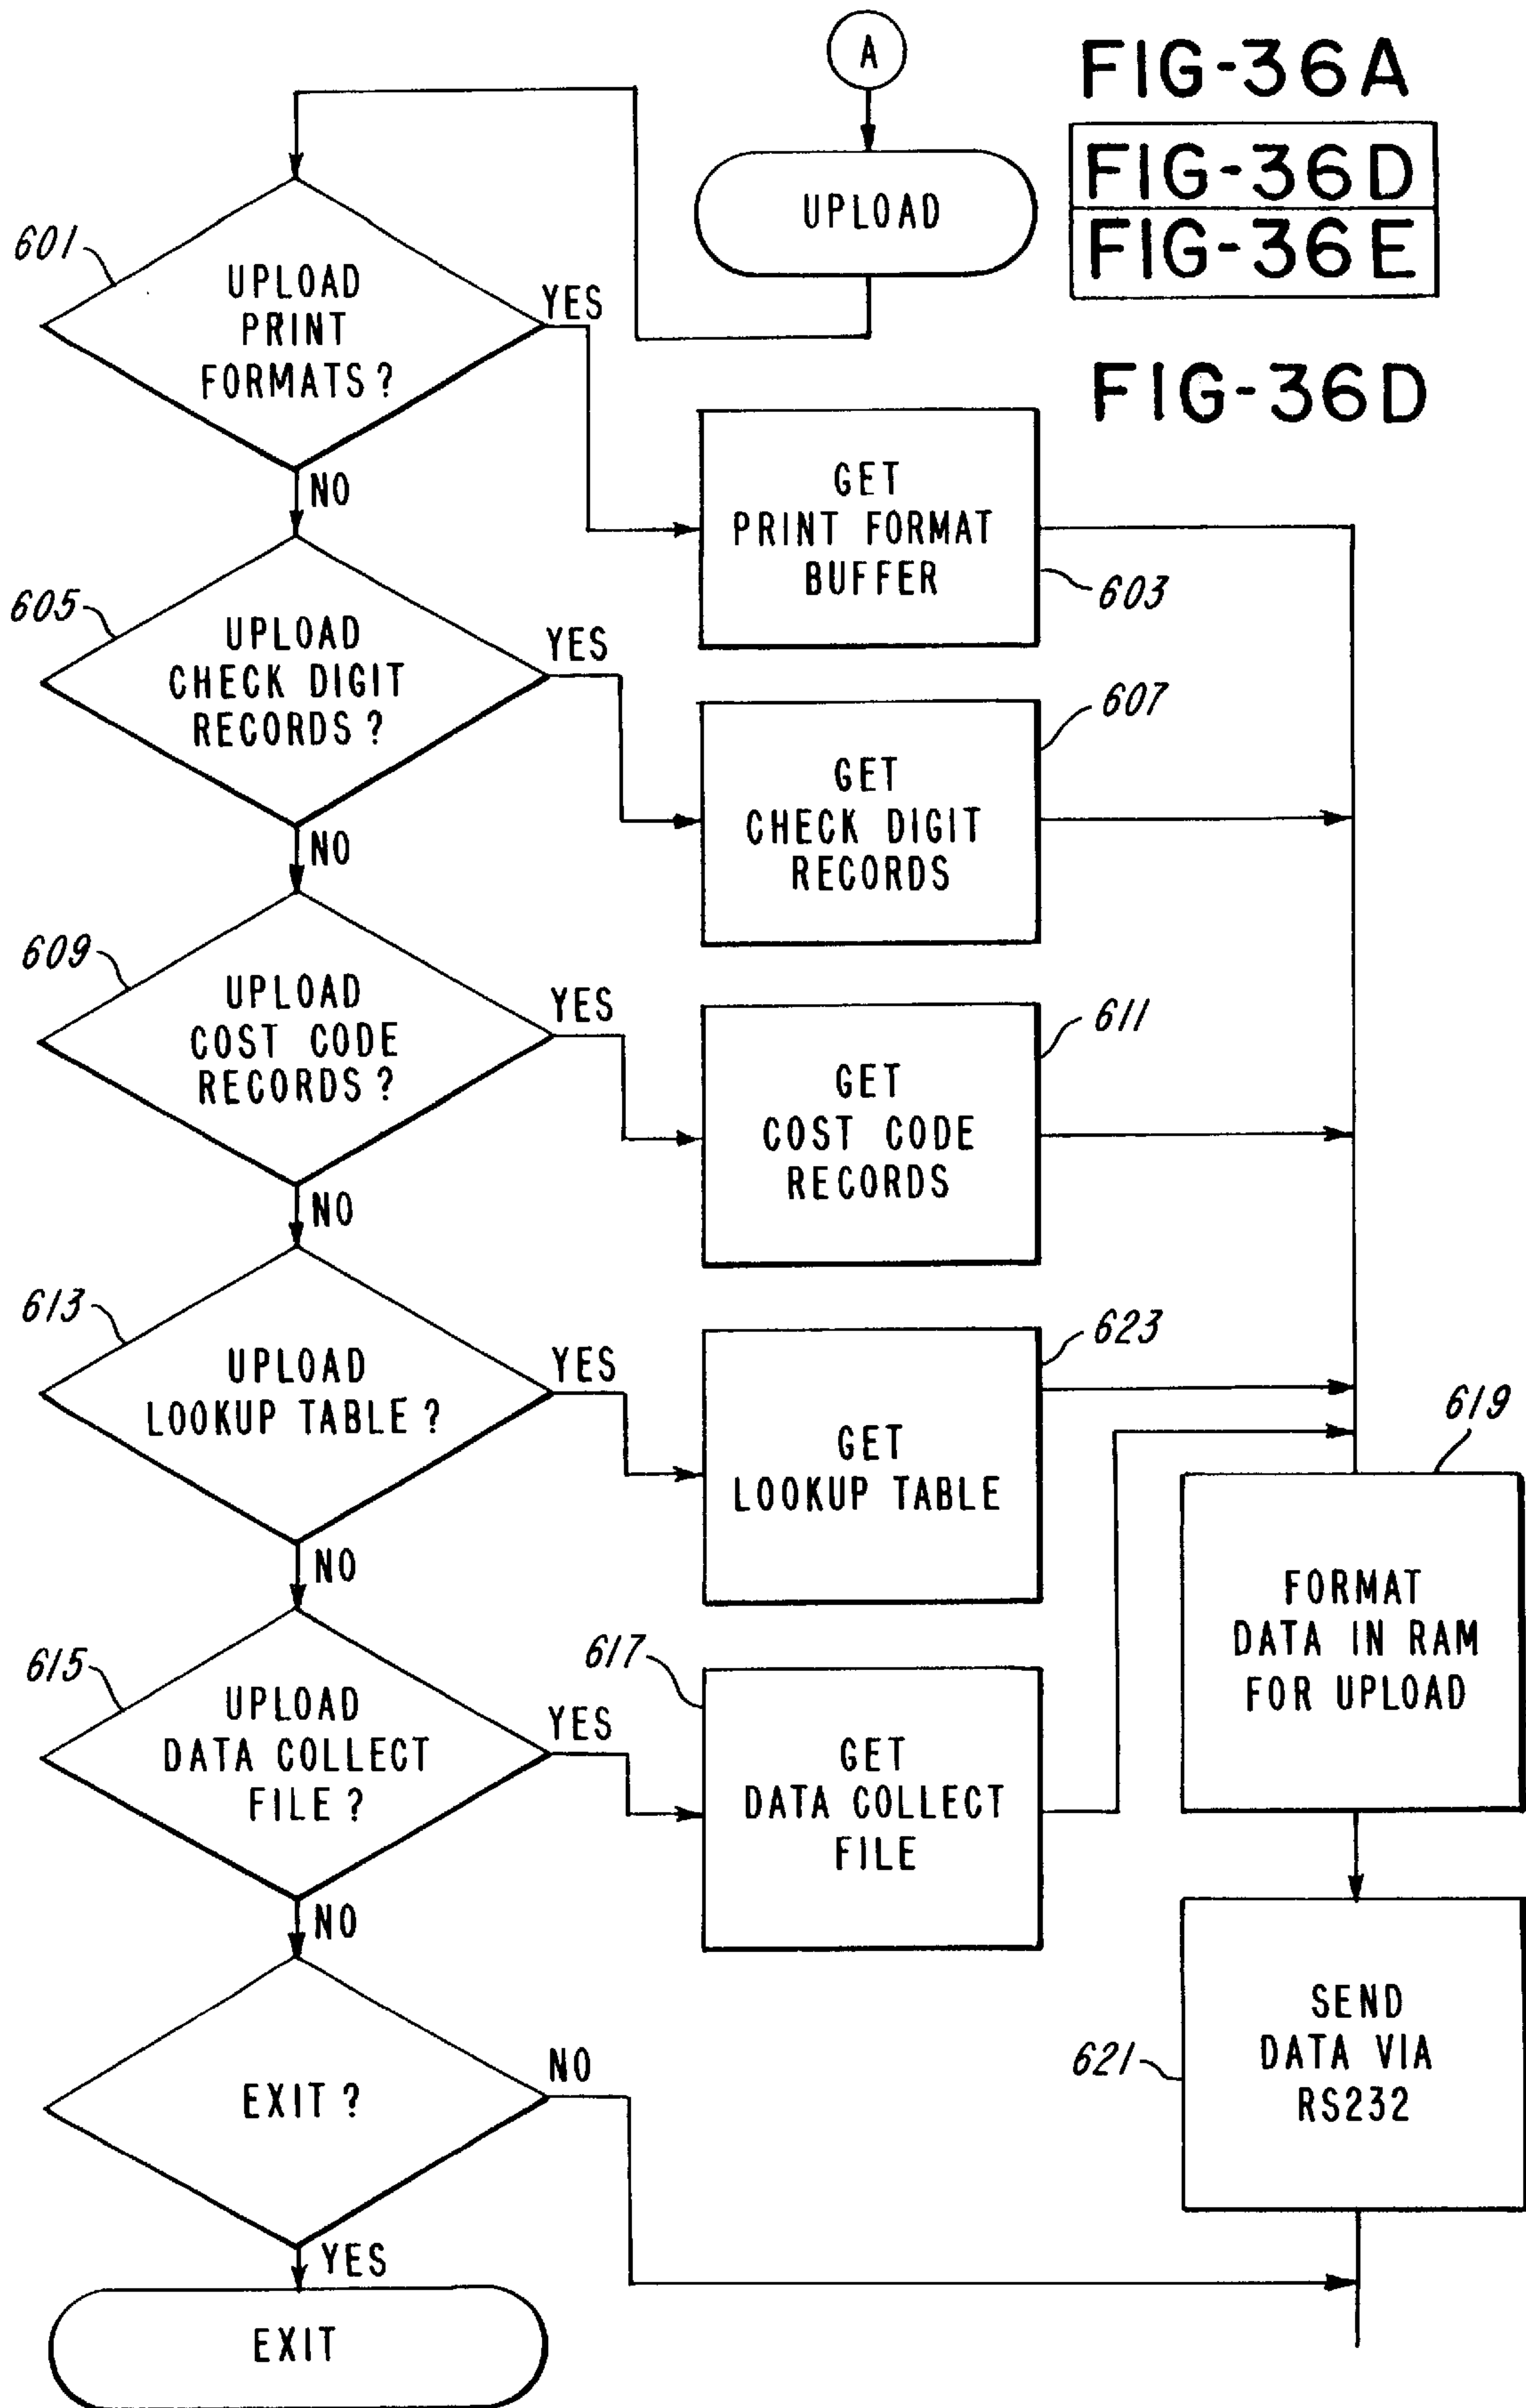 A
FIG-36A
FIG-36D
FIG-36E
FIG-36D
UPLOAD
601
UPLOAD
PRINT
FORMATS?
YES
NO
GET
PRINT FORMAT
BUFFER
603
605
UPLOAD
CHECK DIGIT
RECORDS?
YES
NO
607
GET
CHECK DIGIT
RECORDS
609
UPLOAD
COST CODE
RECORDS?
YES
NO
611
GET
COST CODE
RECORDS
613
UPLOAD
LOOKUP TABLE?
YES
NO
623
GET
LOOKUP TABLE
619
FORMAT
DATA IN RAM
FOR UPLOAD
615
UPLOAD
DATA COLLECT
FILE?
YES
NO
617
GET
DATA COLLECT
FILE
621
SEND
DATA VIA
RS232
EXIT?
NO
YES
EXIT